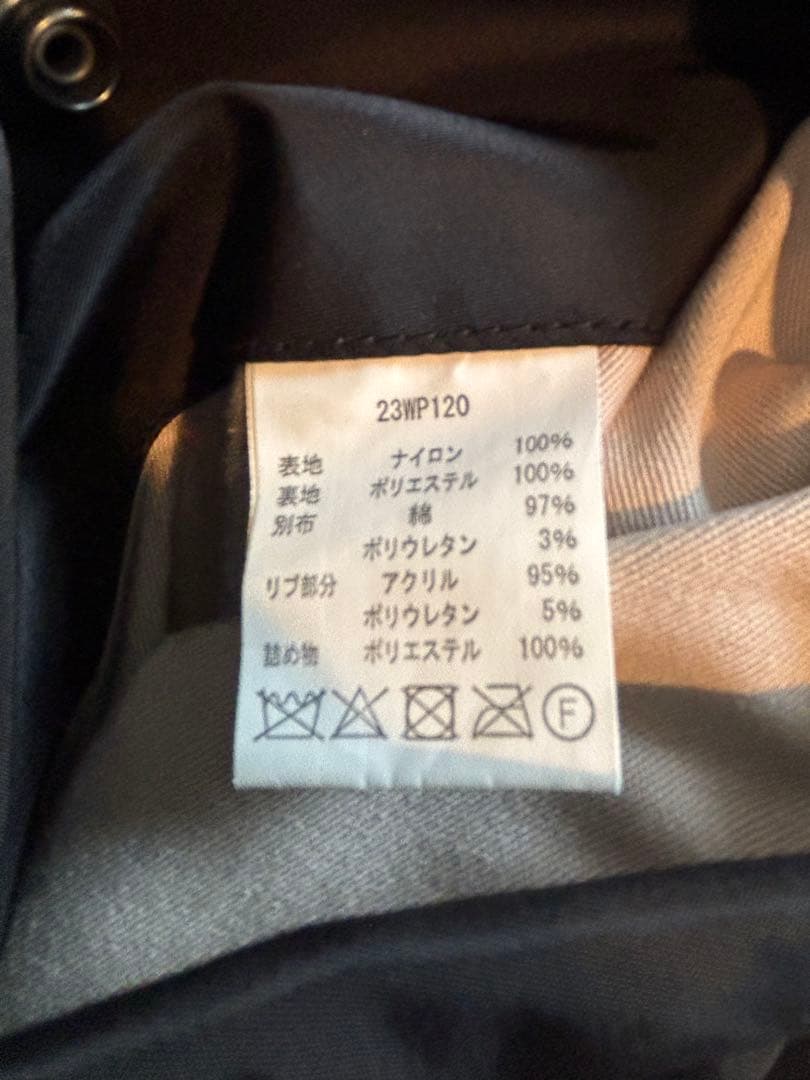 23WP120
表地 ナイロン 100%
裏地 ポリエステル 100%
別布 綿 97%
ポリウレタン 3%
リブ部分 アクリル 95%
ポリウレタン 5%
詰め物 ポリエステル 100%
F